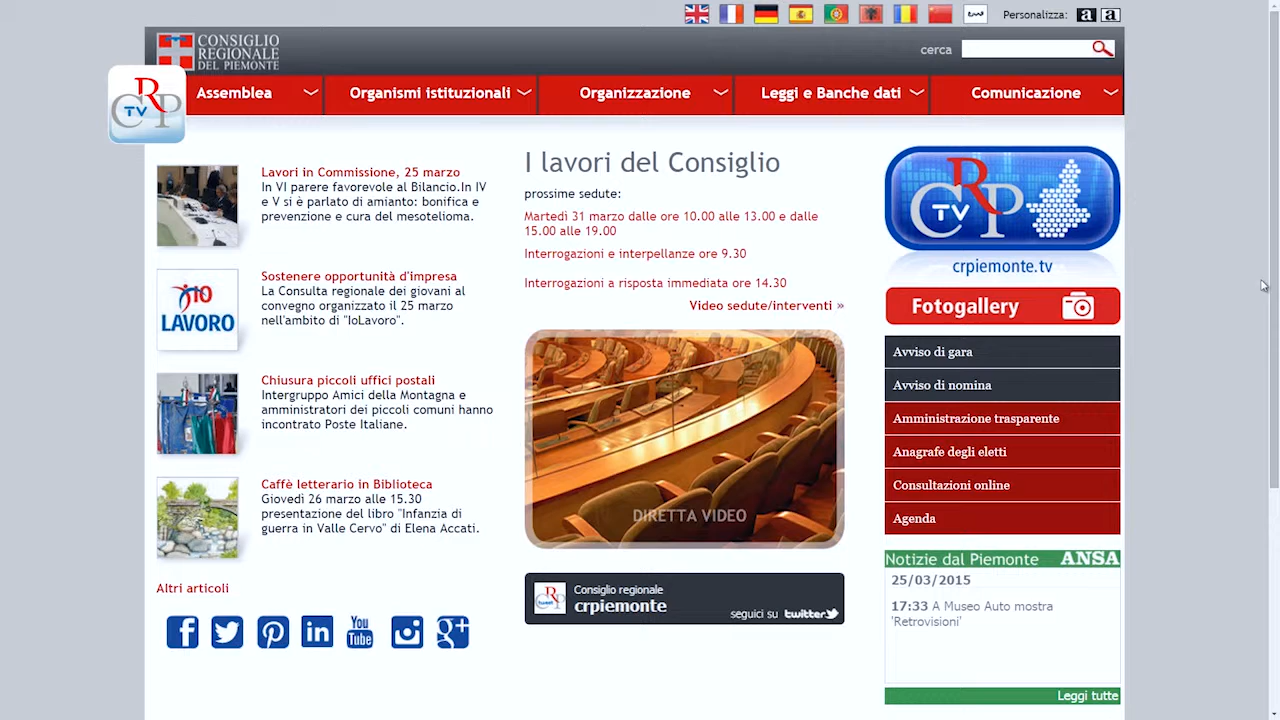 Personalizza: a a
CONSIGLIO
REGIONALE
DEL PIEMONTE
cerca
CRP
TV
Assemblea
Organismi istituzionali
Organizzazione
Leggi e Banche dati
Comunicazione
Lavori in Commissione, 25 marzo
In VI parere favorevole al Bilancio.In IV
e V si è parlato di amianto: bonifica e
prevenzione e cura del mesotelioma.
IO
LAVORO
Sostenere opportunità d'impresa
La Consulta regionale dei giovani al
convegno organizzato il 25 marzo
nell'ambito di "IoLavoro".
Chiusura piccoli uffici postali
Intergruppo Amici della Montagna e
amministratori dei piccoli comuni hanno
incontrato Poste Italiane.
Caffè letterario in Biblioteca
Giovedì 26 marzo alle 15.30
presentazione del libro "Infanzia di
guerra in Valle Cervo" di Elena Accati.
Altri articoli
You
Tube
I lavori del Consiglio
prossime sedute:
Martedì 31 marzo dalle ore 10.00 alle 13.00 e dalle
15.00 alle 19.00
Interrogazioni e interpellanze ore 9.30
Interrogazioni a risposta immediata ore 14.30
Video sedute/interventi »
DIRETTA VIDEO
Consiglio regionale
crpiemonte
seguici su twitter
CRP
TV
crpiemonte.tv
Fotogallery
Avviso di gara
Avviso di nomina
Amministrazione trasparente
Anagrafe degli eletti
Consultazioni online
Agenda
Notizie dal Piemonte ANSA
25/03/2015
17:33 A Museo Auto mostra
'Retrovisioni'
Leggi tutte